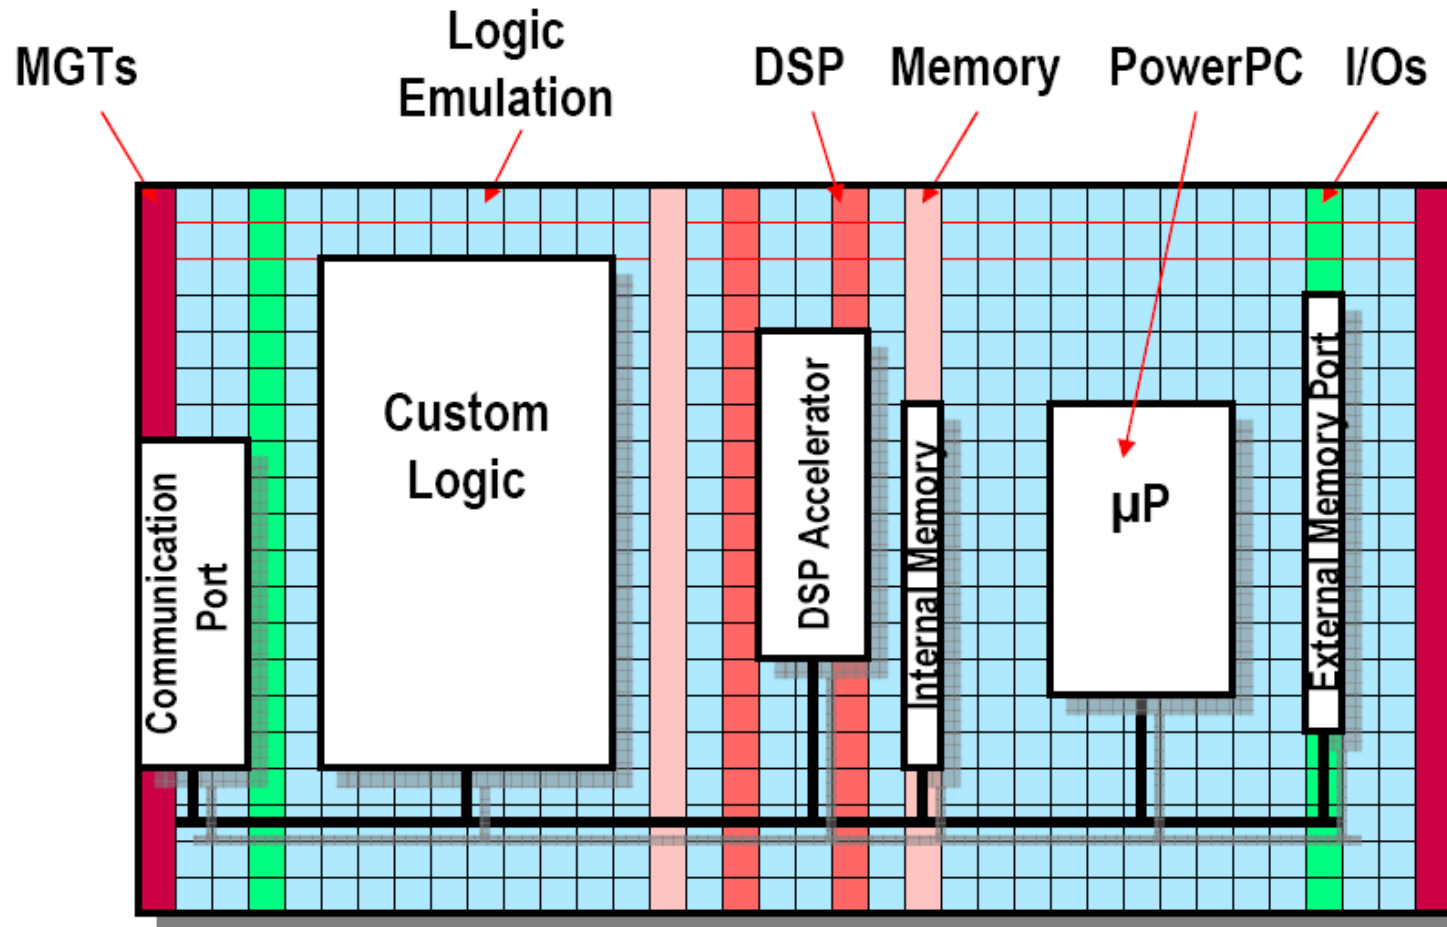 MGTs
Logic
Emulation
DSP
Memory
PowerPC
I/Os
Custom
Logic
Communication
Port
DSP Accelerator
Internal Memory
µP
External Memory Port